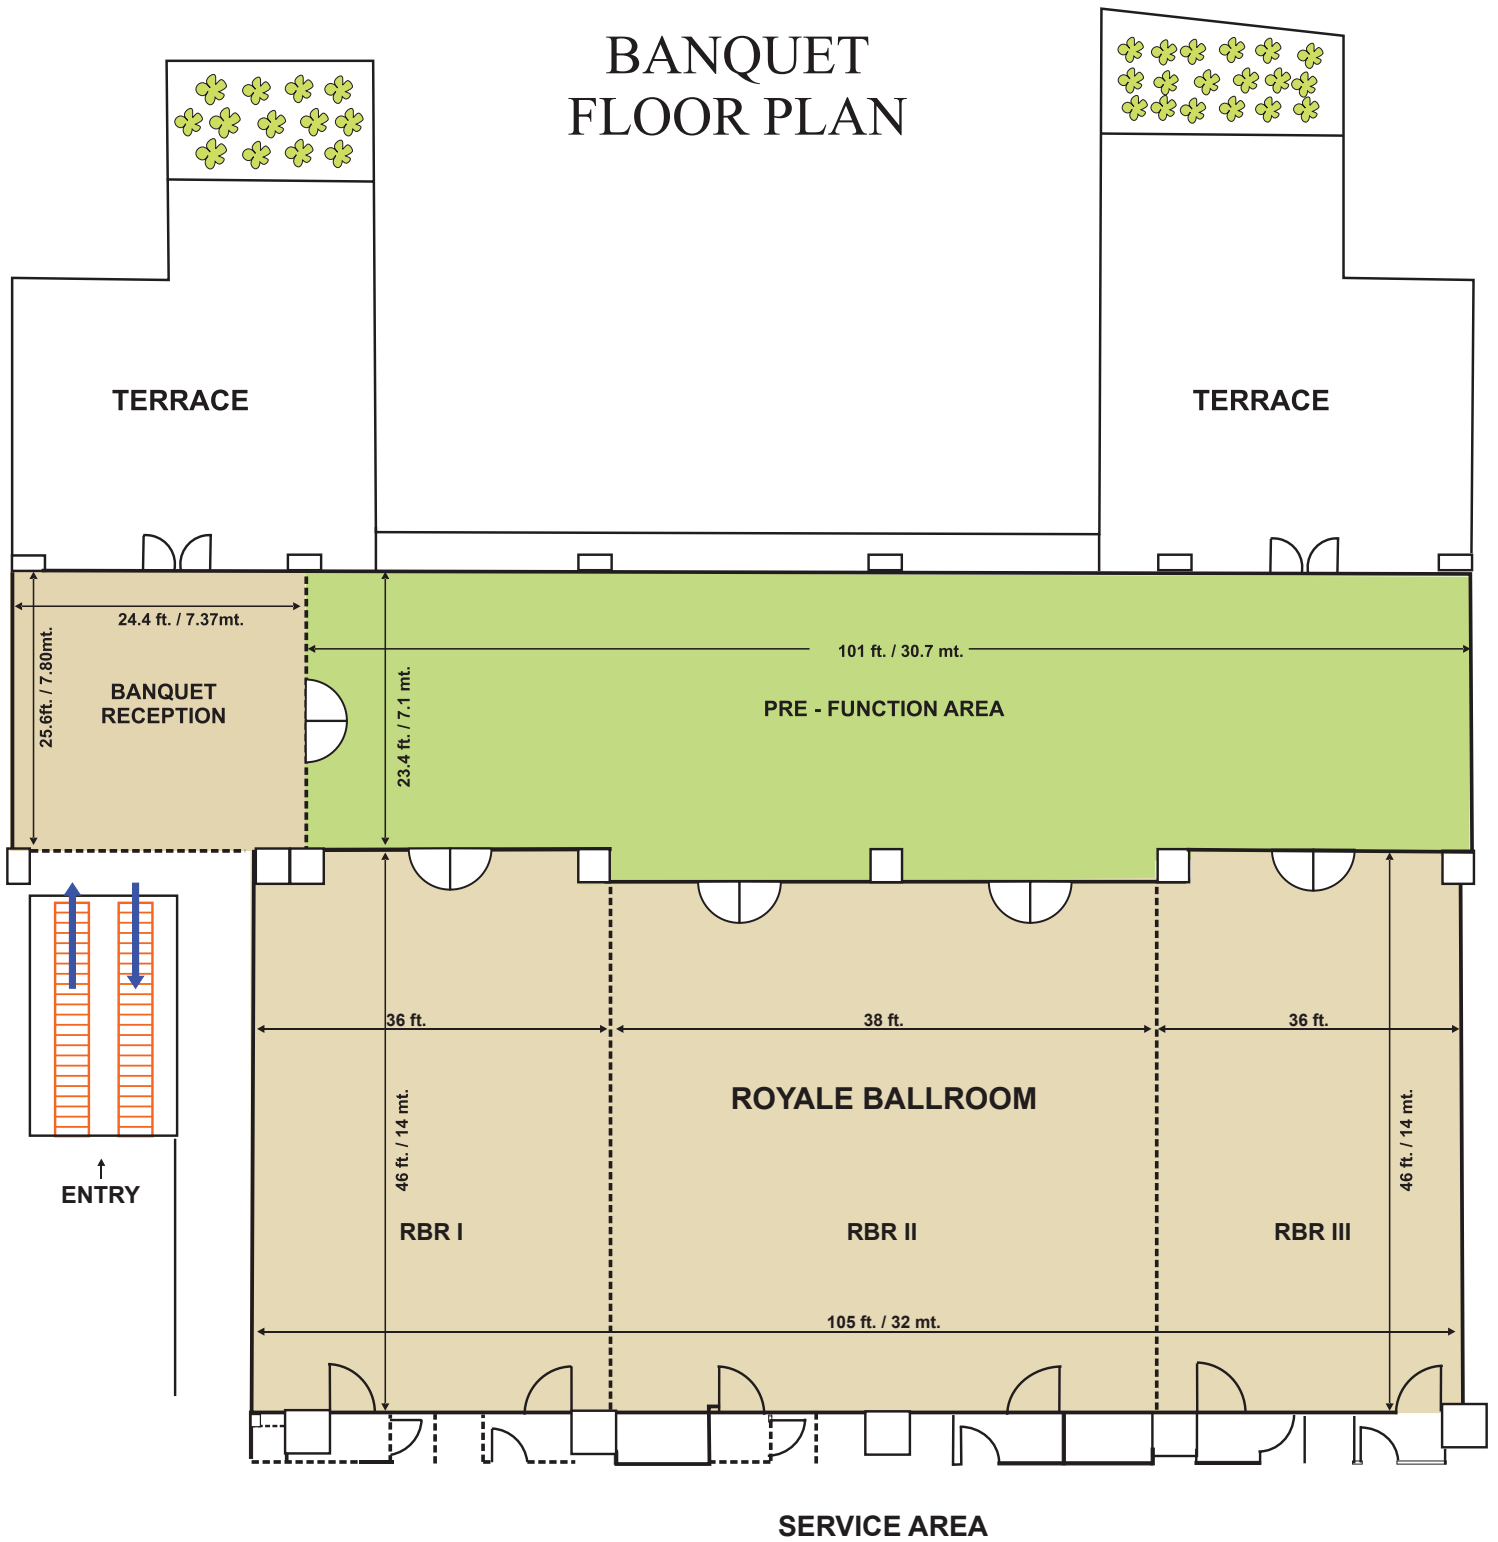 BANQUET
FLOOR PLAN
TERRACE
TERRACE
24.4 ft. / 7.37mt.
25.6ft. / 7.80mt.
BANQUET
RECEPTION
101 ft. / 30.7 mt.
23.4 ft. / 7.1 mt.
PRE - FUNCTION AREA
36 ft.
38 ft.
36 ft.
ROYALE BALLROOM
46 ft. / 14 mt.
46 ft. / 14 mt.
ENTRY
RBR I
RBR II
RBR III
105 ft. / 32 mt.
SERVICE AREA